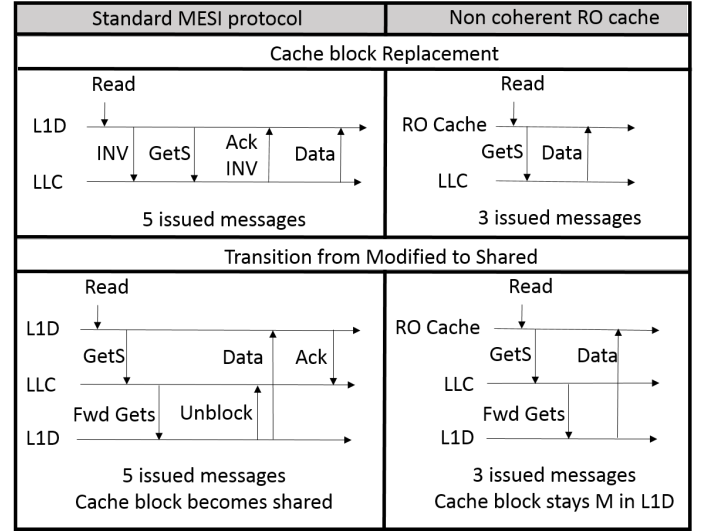 Standard MESI protocol
Non coherent RO cache
Cache block Replacement
Read
L1D
INV
GetS
Ack
INV
Data
LLC
5 issued messages
Read
RO Cache
GetS
Data
LLC
3 issued messages
Transition from Modified to Shared
Read
L1D
GetS
Data
Ack
LLC
Fwd Gets
Unblock
L1D
5 issued messages
Cache block becomes shared
Read
RO Cache
GetS
Data
LLC
Fwd Gets
L1D
3 issued messages
Cache block stays M in L1D